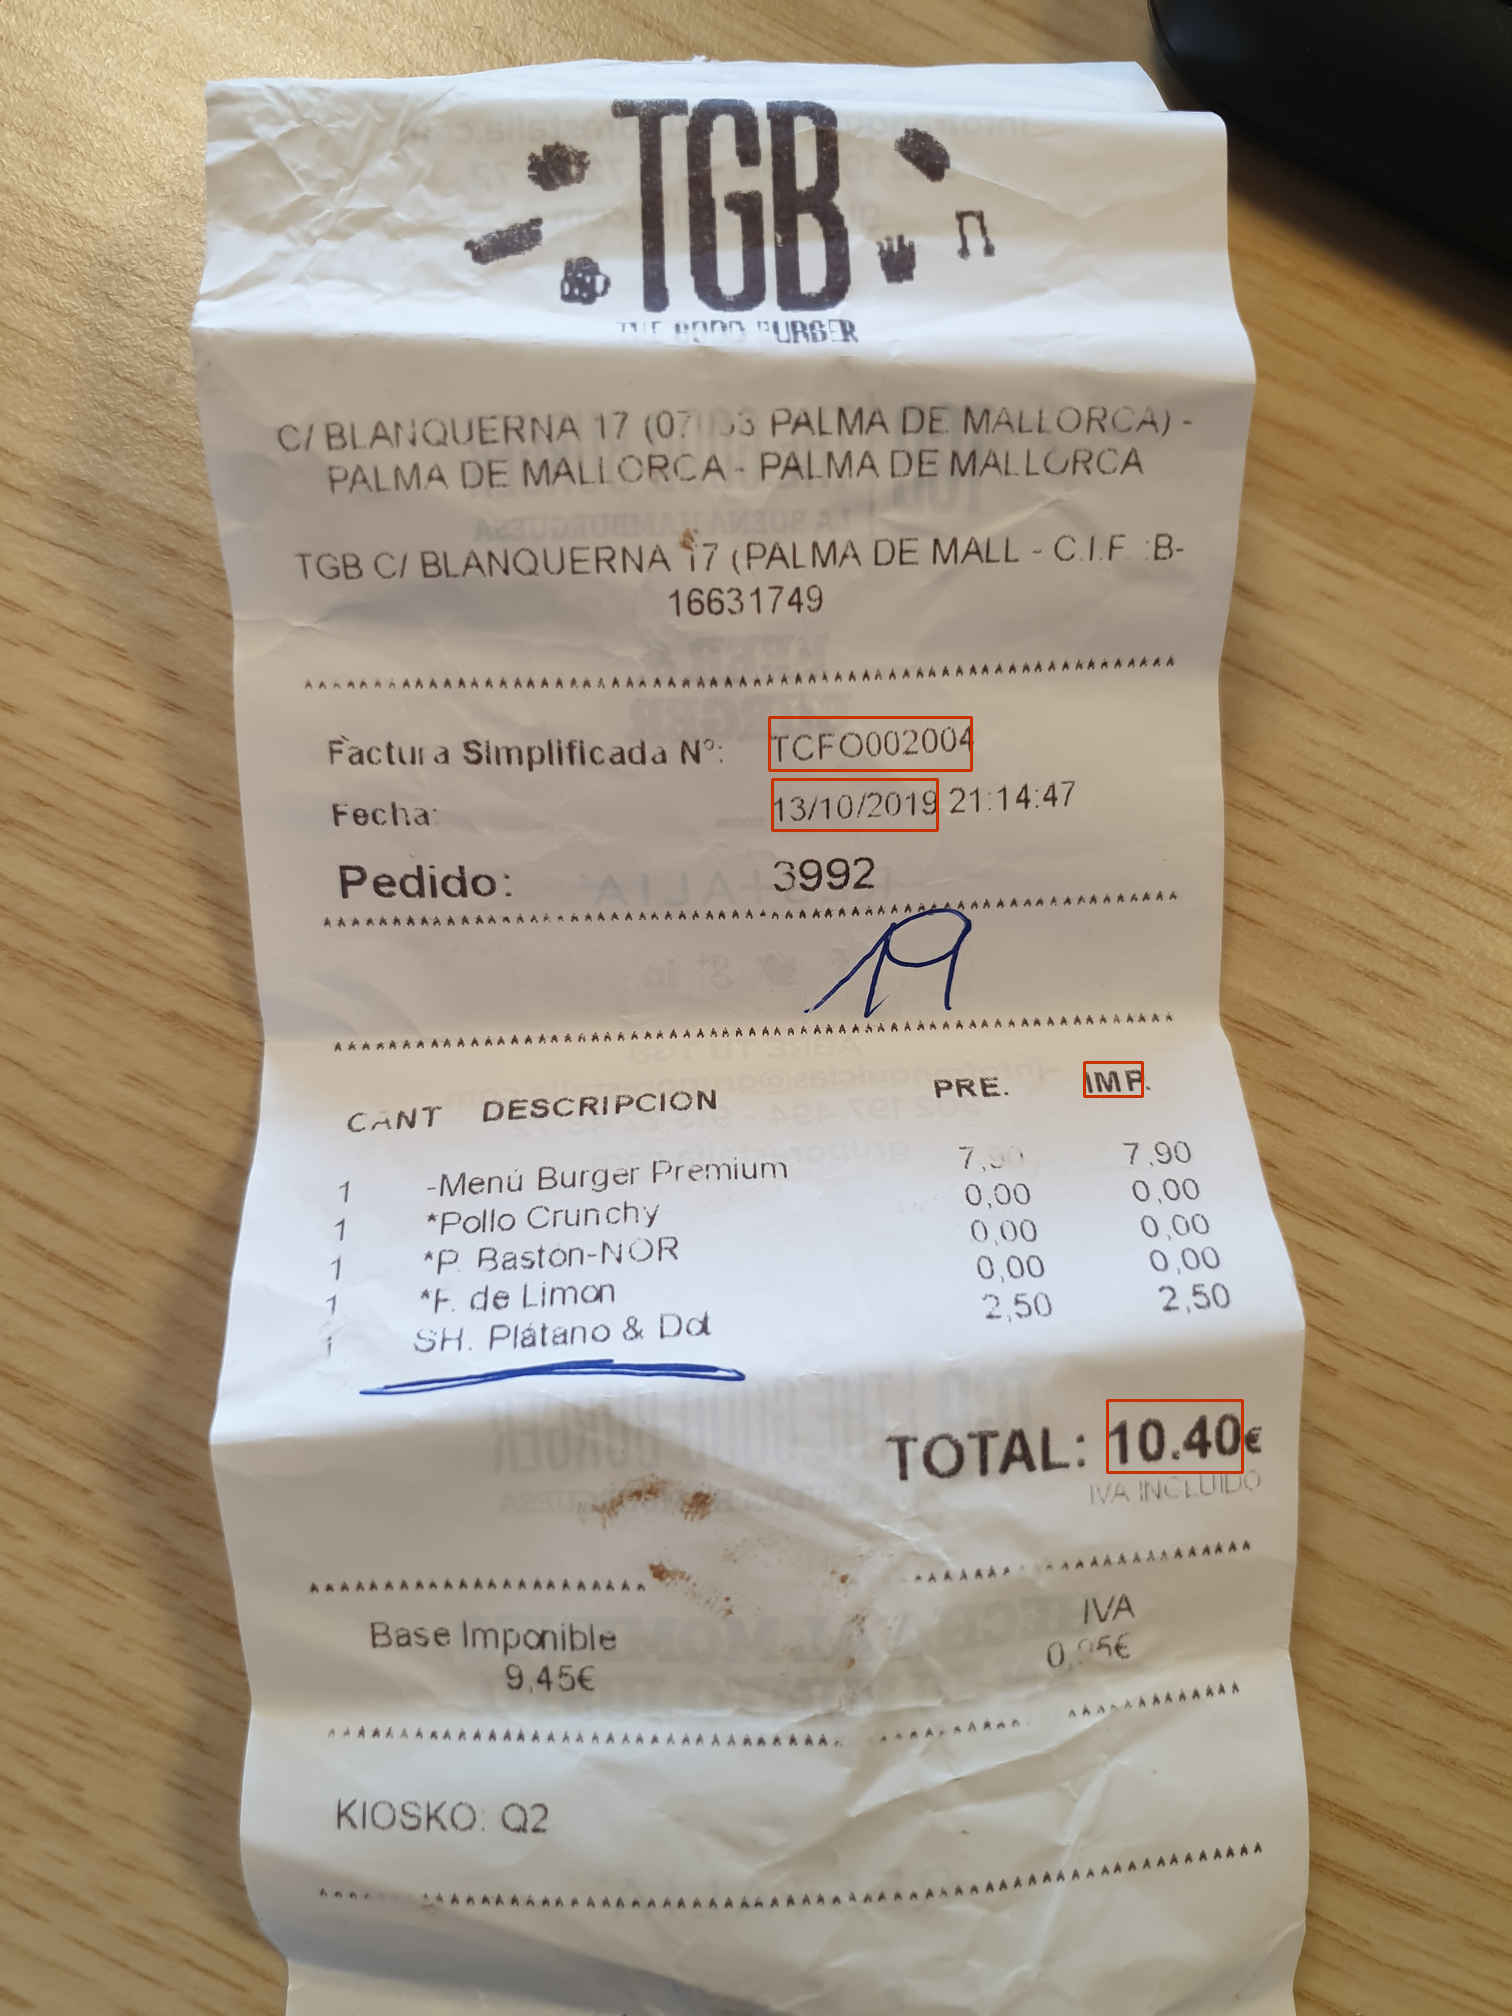 TGB
THE GOOD BURGER
C/ BLANQUERNA 17 PALMA DE MALLORCA) -
PALMA DE MALLORCA - PALMA DE MALLORCA
TGB C/ BLANQUERNA 17 (PALMA DE MALL - C.I.F. :B-
16631749
Factura Simplificada Nº: TCFO002004
Fecha: 13/10/2019 21:14:47
Pedido: 3992
19
CANT DESCRIPCION PRE. IMP.
1 -Menú Burger Premium 7,90
1 *Pollo Crunchy 0,00 0,00
1 *P. Baston-NOR 0,00 0,00
1 *F. de Limon 0,00 0,00
1 SH. Plátano & Dol 2,50 2,50
TOTAL: 10.40€
IVA INCLUIDO
Base Imponible IVA
9,45€
KIOSKO: Q2